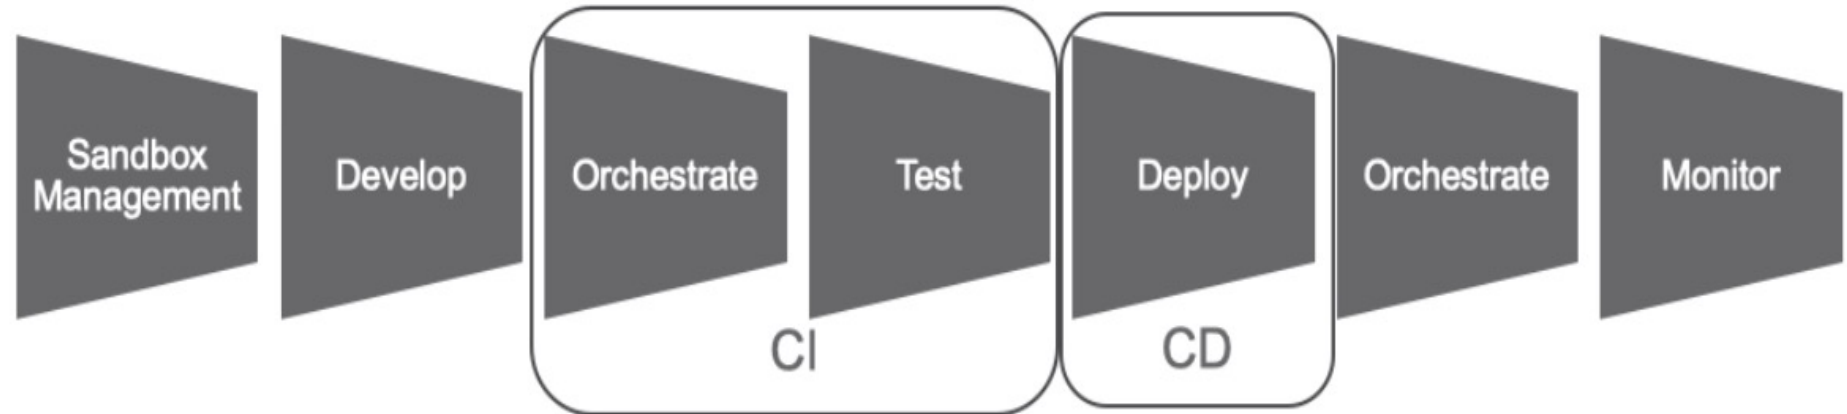 Sandbox
Management
Develop
Orchestrate
Test
Deploy
Orchestrate
Monitor
CI
CD